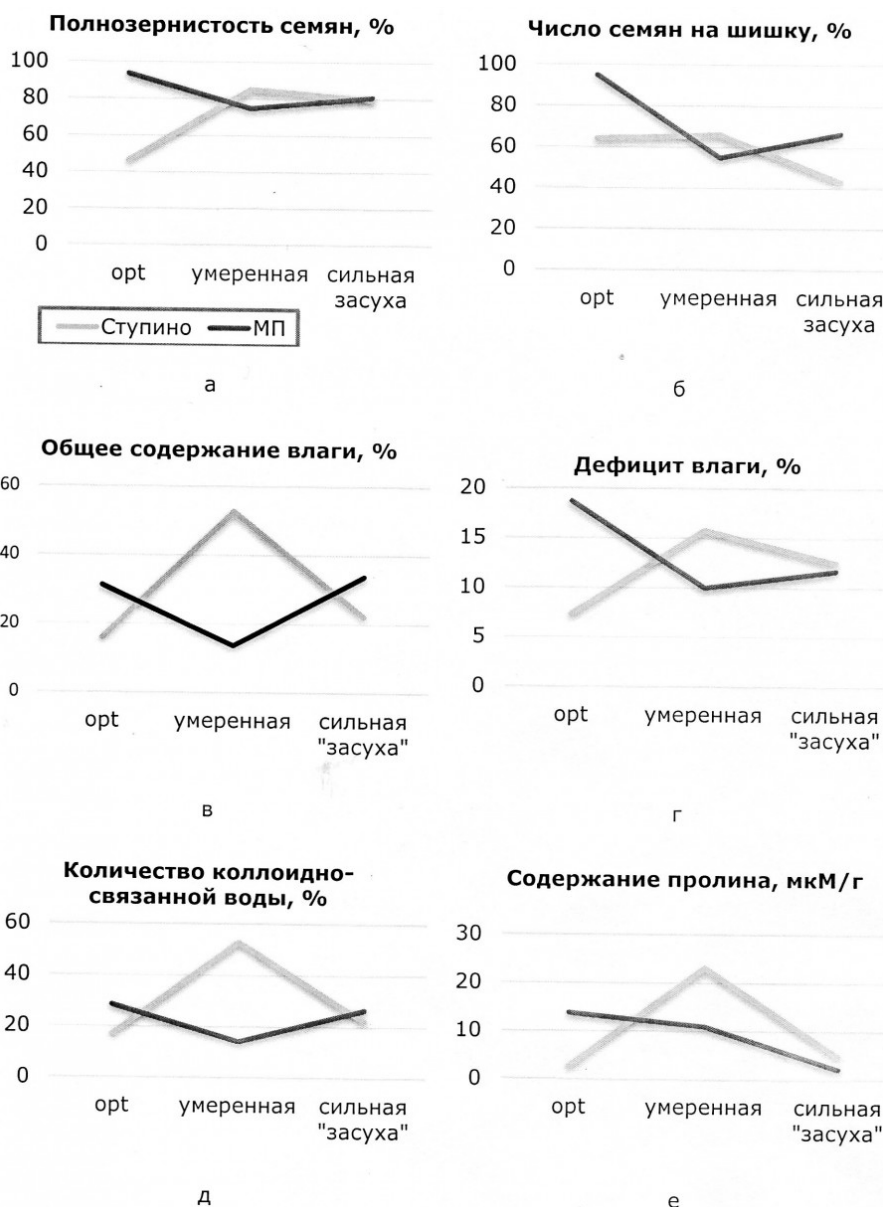 Полнозернистость семян, %
100
80
60
40
20
0
opt умеренная сильная
засуха
Ступино МП
а
Число семян на шишку, %
100
80
60
40
20
0
opt умеренная сильная
засуха
б
Общее содержание влаги, %
60
40
20
0
opt умеренная сильная
"засуха"
в
Дефицит влаги, %
20
15
10
5
0
opt умеренная сильная
"засуха"
г
Количество коллоидно-
связанной воды, %
60
40
20
0
opt умеренная сильная
"засуха"
д
Содержание пролина, мкМ/г
30
20
10
0
opt умеренная сильная
"засуха"
е